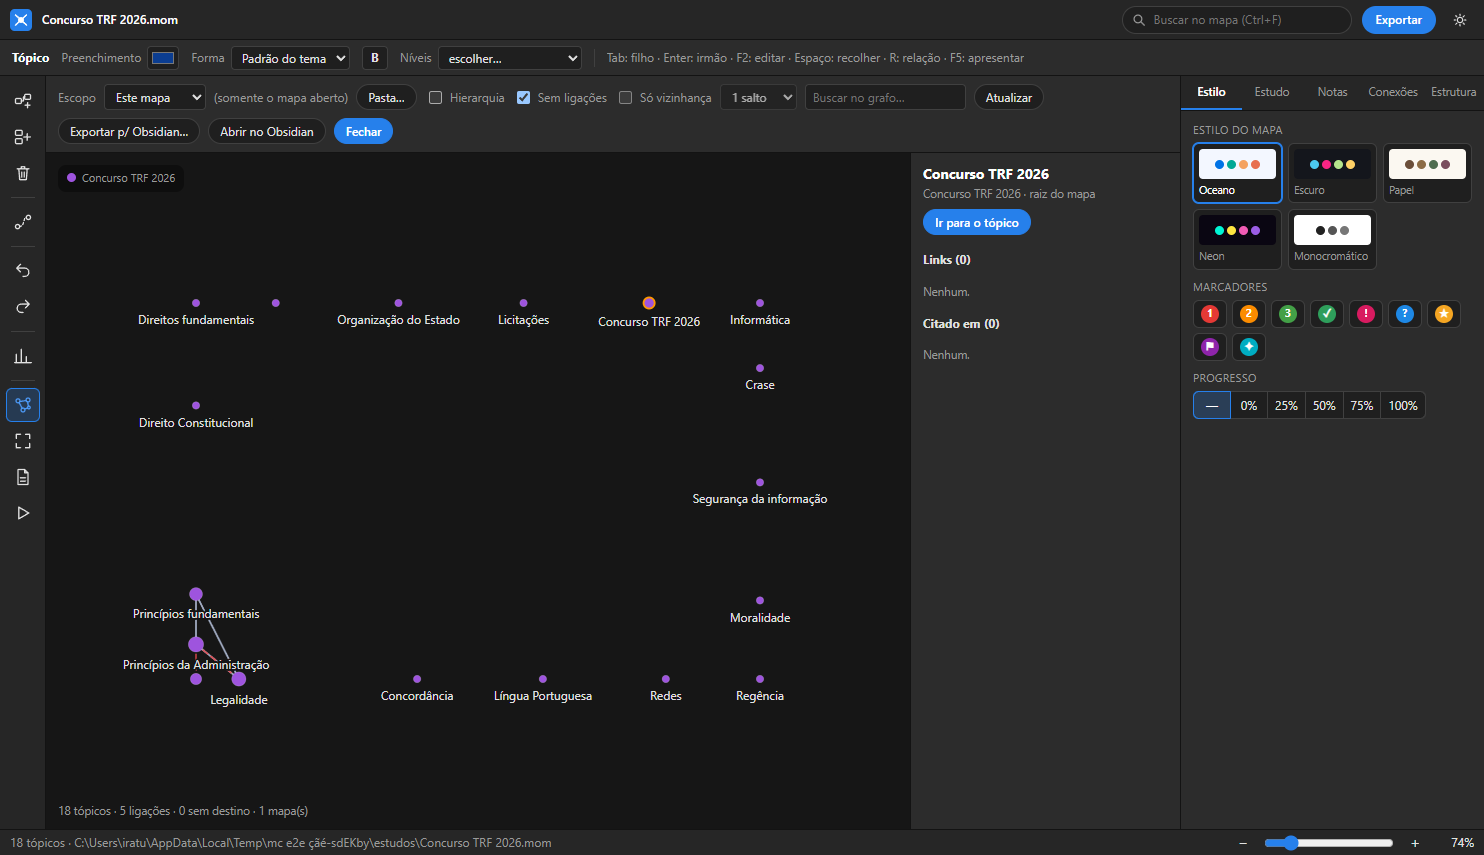 Concurso TRF 2026.mom
Buscar no mapa (Ctrl+F)
Exportar
Tópico Preenchimento Forma Padrão do tema B Níveis escolher... Tab: filho · Enter: irmão · F2: editar · Espaço: recolher · R: relação · F5: apresentar
Escopo Este mapa (somente o mapa aberto) Pasta... Hierarquia Sem ligações Só vizinhança 1 salto Buscar no grafo... Atualizar
Exportar p/ Obsidian... Abrir no Obsidian Fechar
Concurso TRF 2026
Direitos fundamentais
Organização do Estado
Licitações
Concurso TRF 2026
Informática
Crase
Direito Constitucional
Segurança da informação
Princípios fundamentais
Moralidade
Princípios da Administração
Legalidade
Concordância
Língua Portuguesa
Redes
Regência
18 tópicos · 5 ligações · 0 sem destino · 1 mapa(s)
Concurso TRF 2026
Concurso TRF 2026 · raiz do mapa
Ir para o tópico
Links (0)
Nenhum.
Citado em (0)
Nenhum.
Estilo Estudo Notas Conexões Estrutura
ESTILO DO MAPA
Oceano Escuro Papel
Neon Monocromático
MARCADORES
1 2 3 ✓ ! ? ★
PROGRESSO
— 0% 25% 50% 75% 100%
18 tópicos · C:\Users\iratu\AppData\Local\Temp\mc e2e çãé-sdEKby\estudos\Concurso TRF 2026.mom
− + 74%